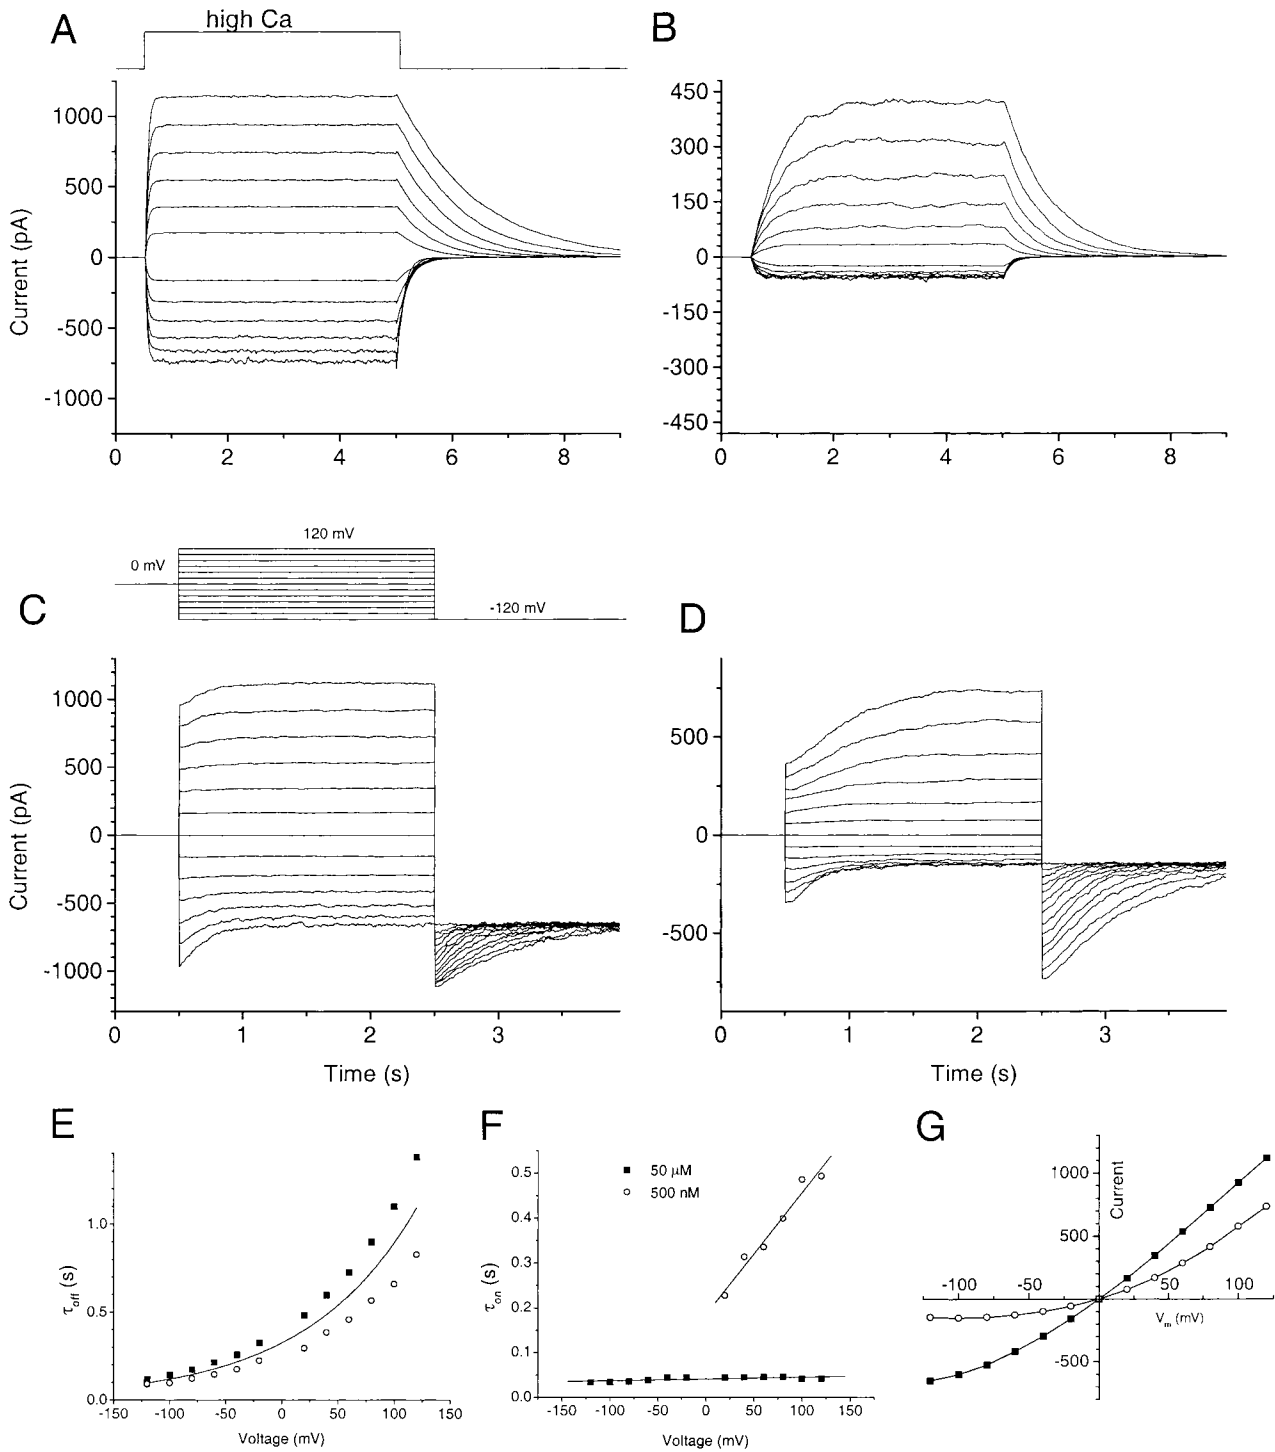 A
high Ca
B
Current (pA)
1000
500
0
-500
-1000
0
2
4
6
8
450
300
150
0
-150
-300
-450
0
2
4
6
8
C
0 mV
120 mV
-120 mV
D
Current (pA)
1000
500
0
-500
-1000
0
1
2
3
Time (s)
500
0
-500
0
1
2
3
Time (s)
E
τoff (s)
1.0
0.5
0.0
-150
-100
-50
0
50
100
150
Voltage (mV)
F
50 μM
500 nM
τon (s)
0.5
0.4
0.3
0.2
0.1
0.0
-150
-100
-50
0
50
100
150
Voltage (mV)
G
Current
1000
500
-500
-100
-50
50
100
Vm (mV)